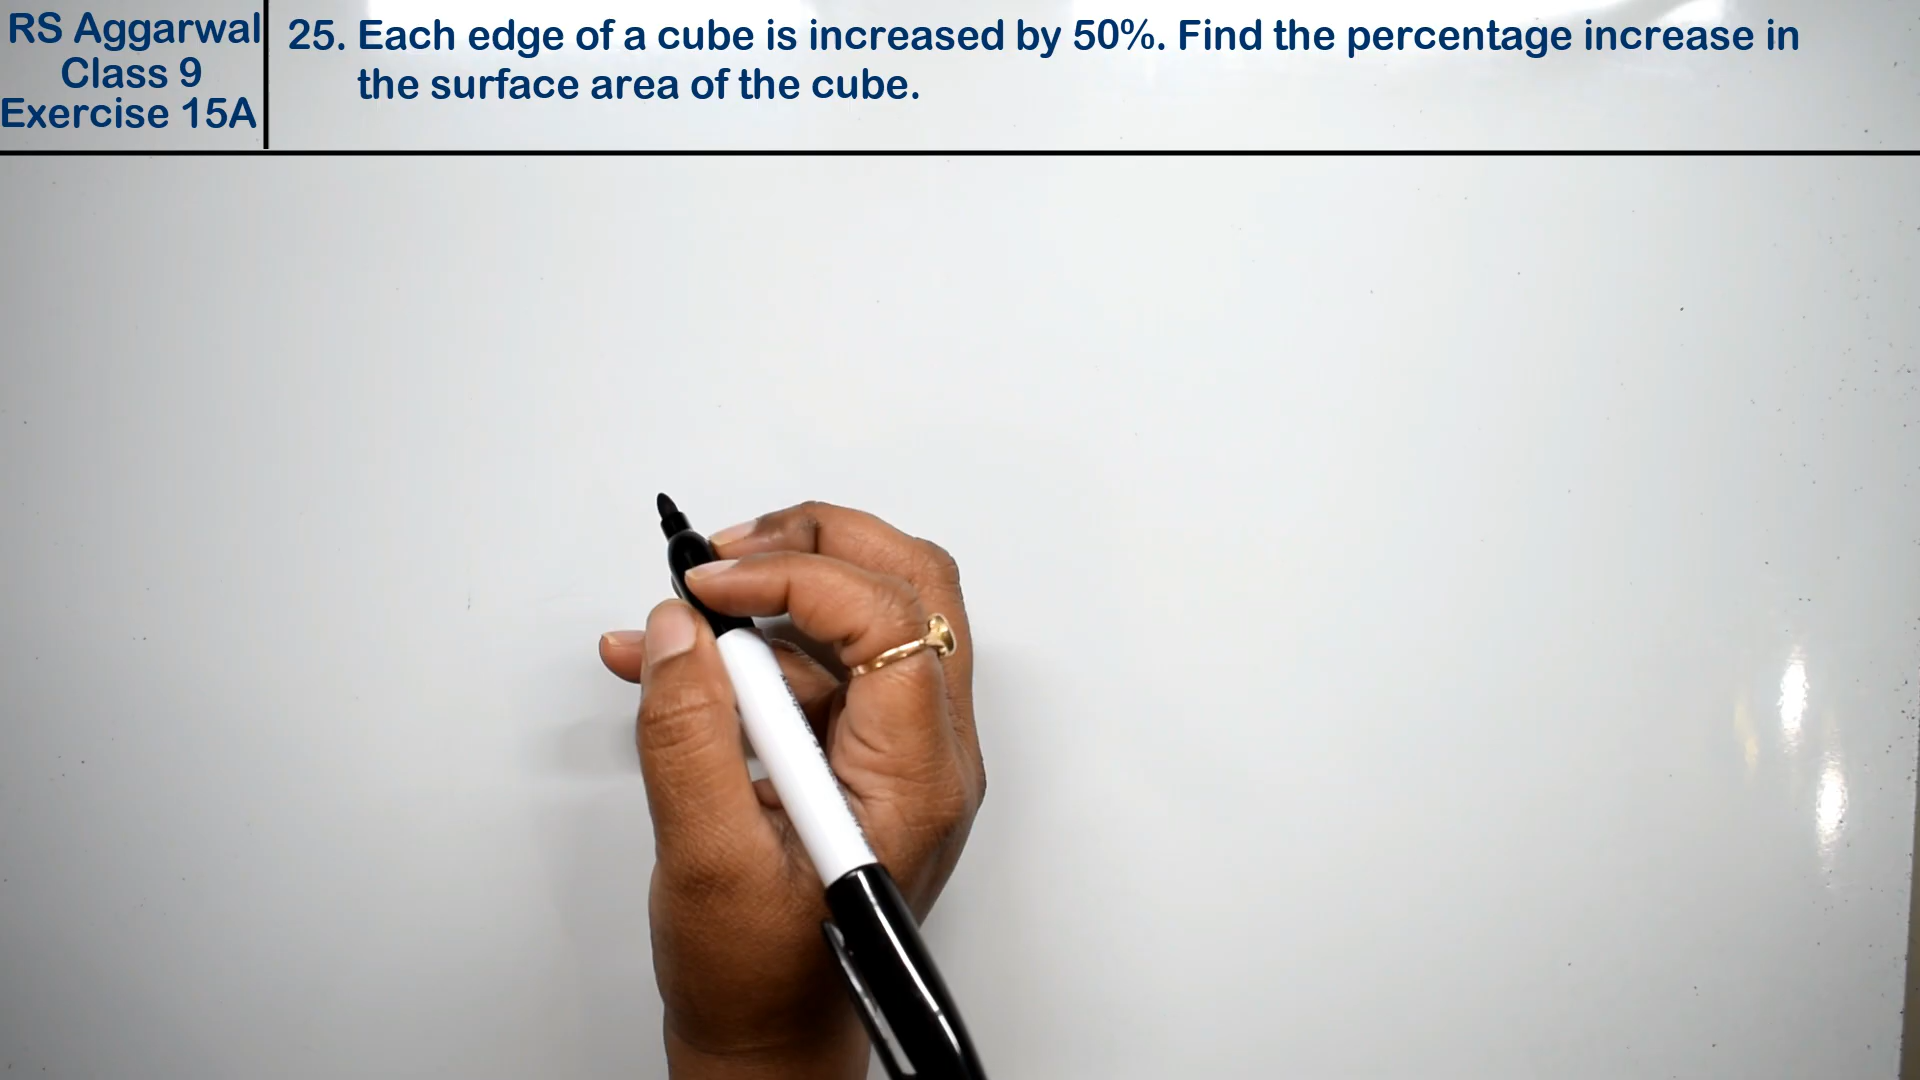 RS Aggarwal
Class 9
Exercise 15A
25. Each edge of a cube is increased by 50%. Find the percentage increase in
the surface area of the cube.